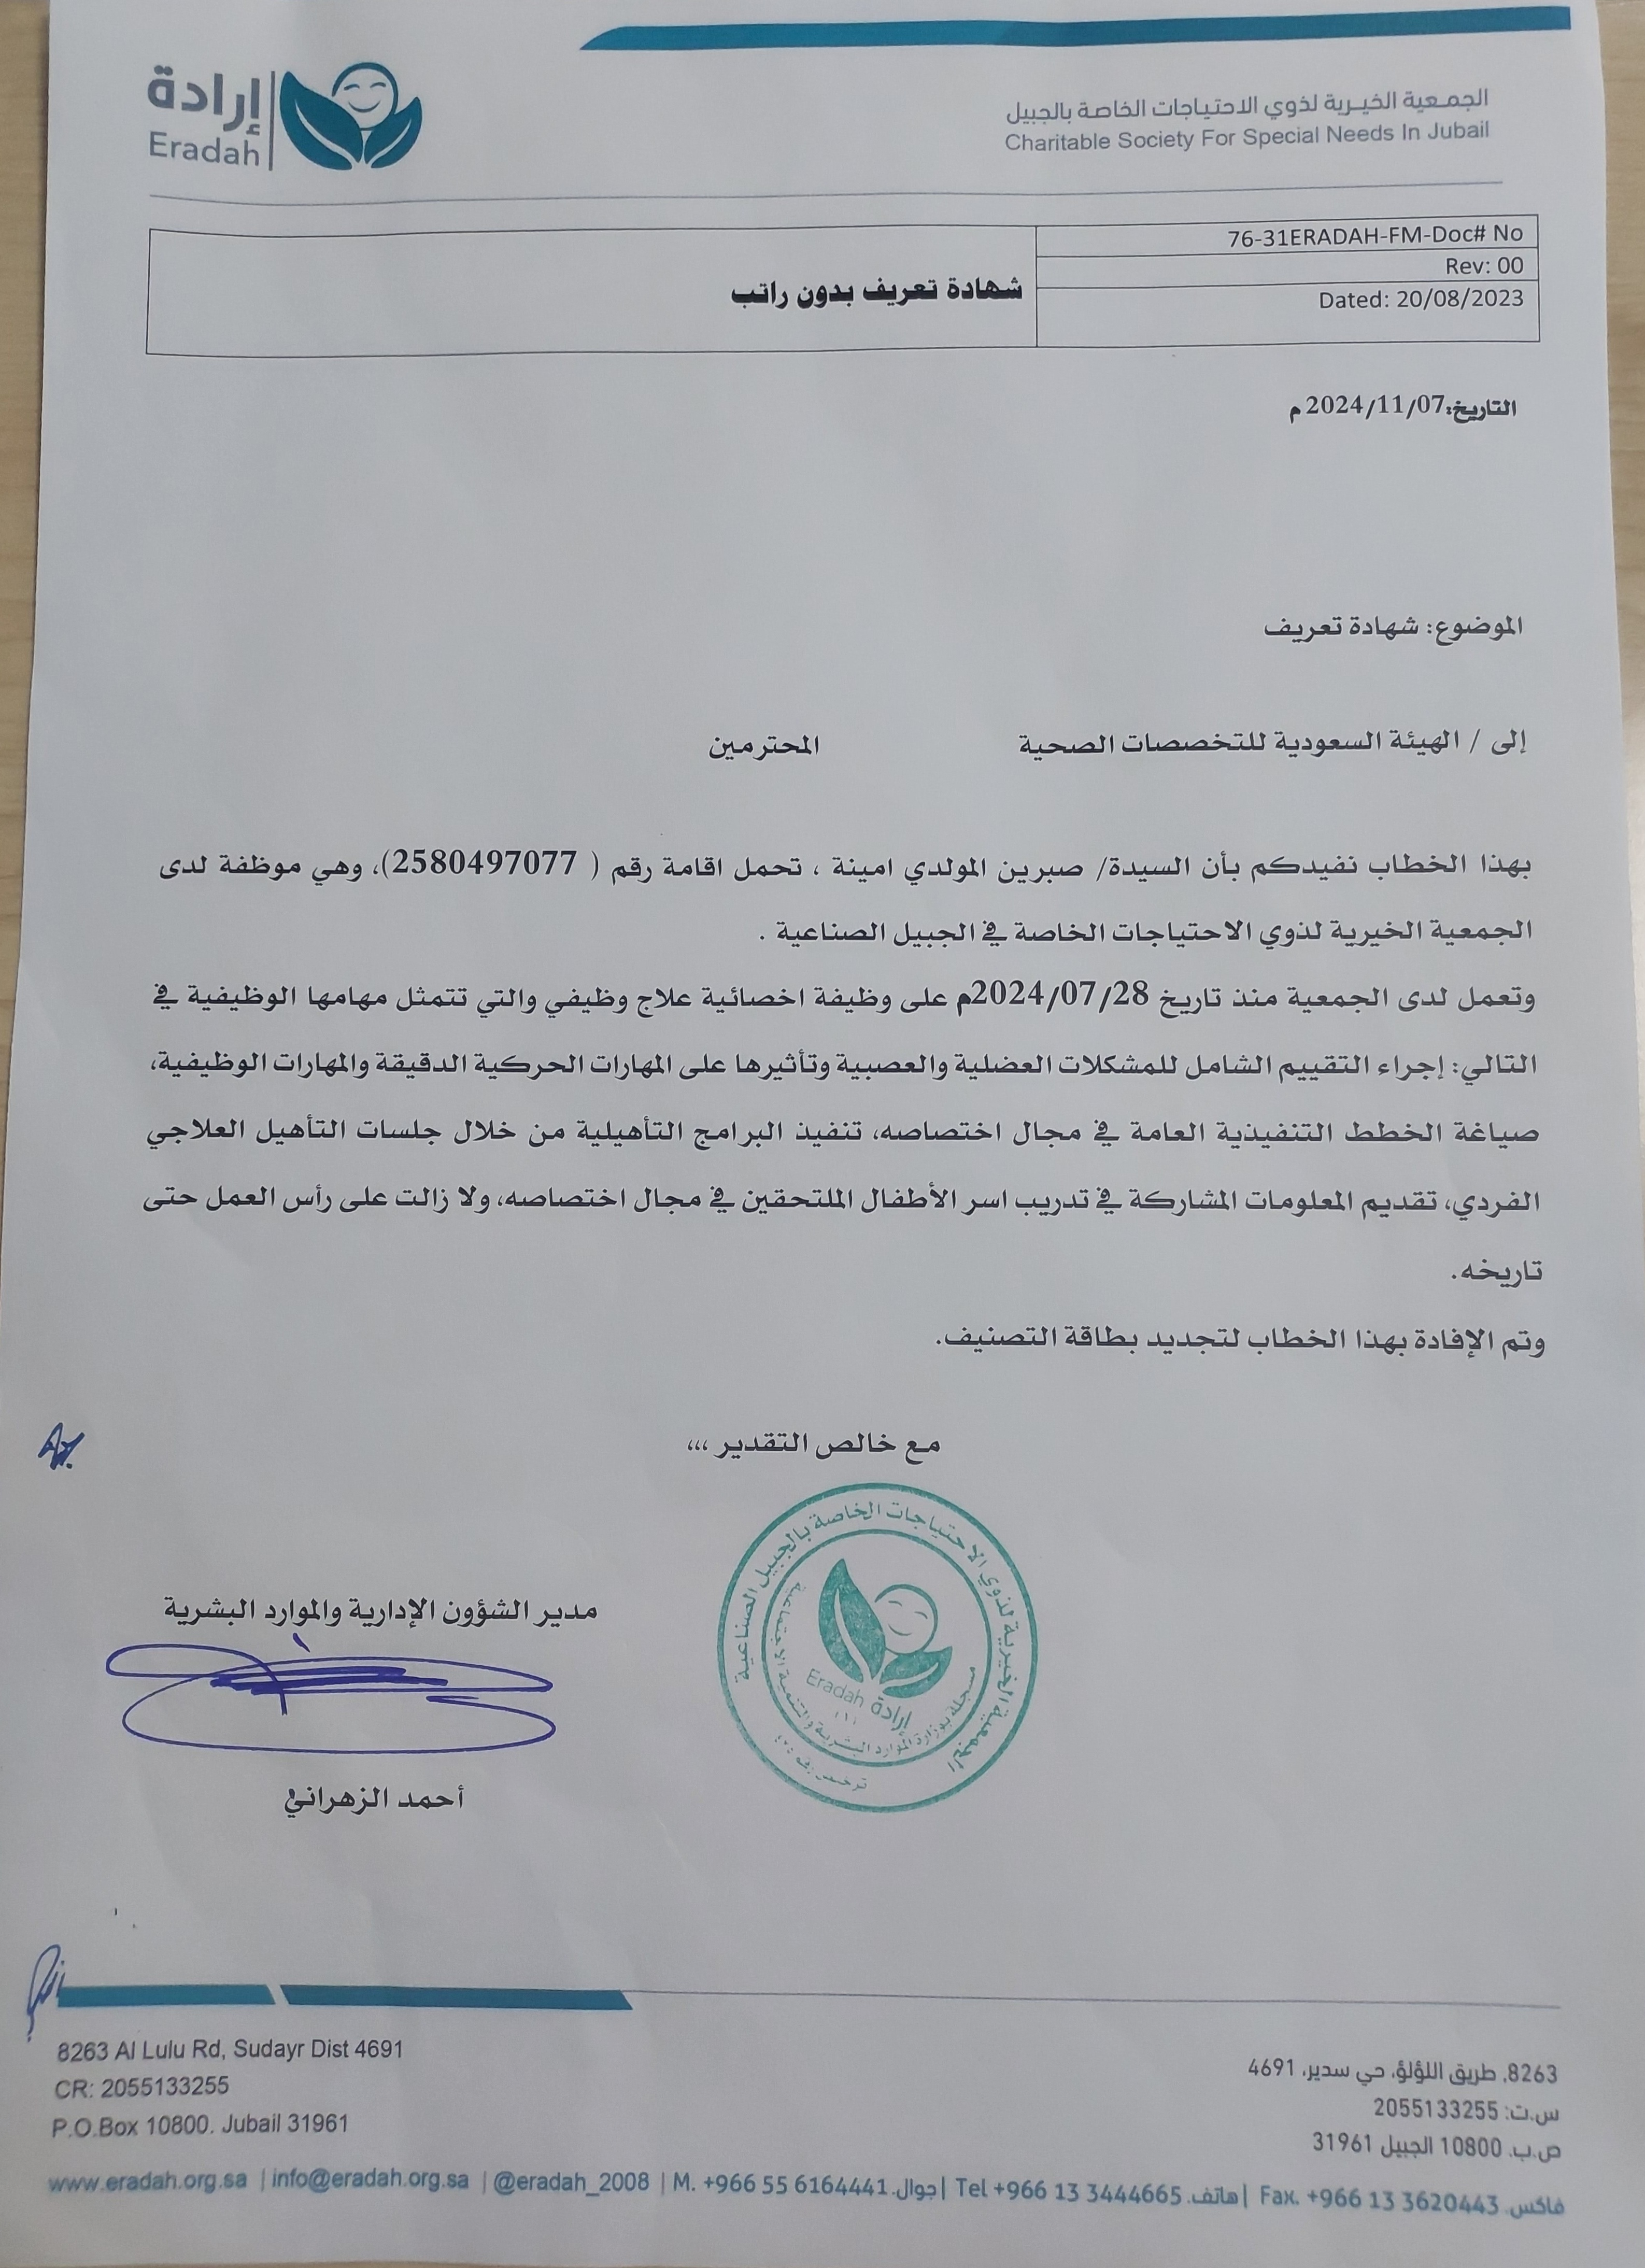 إرادة
Eradah
الجمعية الخيرية لذوي الاحتياجات الخاصة بالجبيل
Charitable Society For Special Needs In Jubail
76-31ERADAH-FM-Doc# No
Rev: 00
Dated: 20/08/2023
شهادة تعريف بدون راتب
التاريخ:2024/11/07م
الموضوع: شهادة تعريف
إلى / الهيئة السعودية للتخصصات الصحية المحترمين
بهذا الخطاب نفيدكم بأن السيدة/ صبرين المولدي امينة ، تحمل اقامة رقم ( 2580497077)، وهي موظفة لدى
الجمعية الخيرية لذوي الاحتياجات الخاصة في الجبيل الصناعية .
وتعمل لدى الجمعية منذ تاريخ 2024/07/28م على وظيفة اخصائية علاج وظيفي والتي تتمثل مهامها الوظيفية في
التالي: إجراء التقييم الشامل للمشكلات العضلية والعصبية وتأثيرها على المهارات الحركية الدقيقة والمهارات الوظيفية،
صياغة الخطط التنفيذية العامة في مجال اختصاصه، تنفيذ البرامج التأهيلية من خلال جلسات التأهيل العلاجي
الفردي، تقديم المعلومات المشاركة في تدريب اسر الأطفال الملتحقين في مجال اختصاصه، ولا زالت على رأس العمل حتى
تاريخه.
وتم الإفادة بهذا الخطاب لتجديد بطاقة التصنيف.
مع خالص التقدير ،،،
الجمعية الخيرية لذوي الاحتياجات الخاصة بالجبيل الصناعية
مسجلة بوزارة الموارد البشرية والتنمية الاجتماعية
Eradah إرادة
مدير الشؤون الإدارية والموارد البشرية
أحمد الزهراني
8263 Al Lulu Rd, Sudayr Dist 4691
CR: 2055133255
P.O.Box 10800. Jubail 31961
8263, طريق اللؤلؤ، حي سدير، 4691
س.ت: 2055133255
ص.ب. 10800 الجبيل 31961
www.eradah.org.sa | info@eradah.org.sa | @eradah_2008 | M. +966 55 6164441.جوال | Tel +966 13 3444665.هاتف | Fax. +966 13 3620443 فاكس.